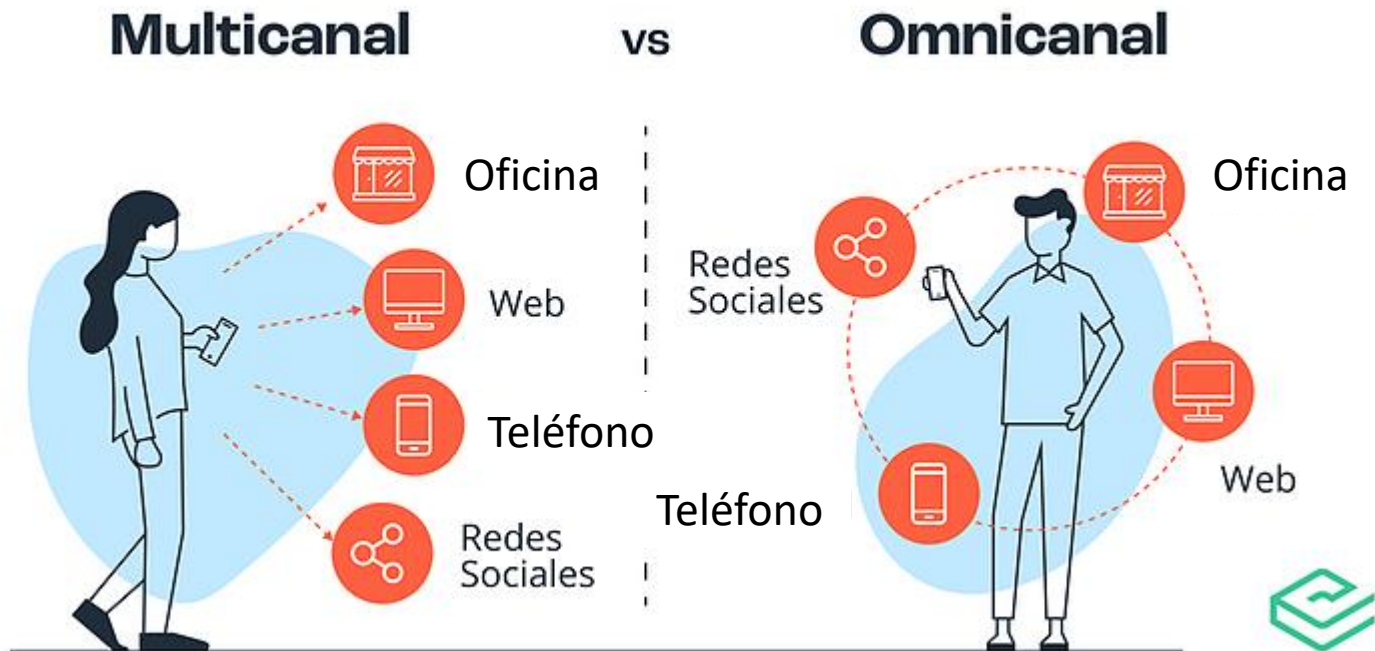 Multicanal vs Omnicanal
Oficina
Web
Teléfono
Redes
Sociales
Oficina
Redes
Sociales
Web
Teléfono